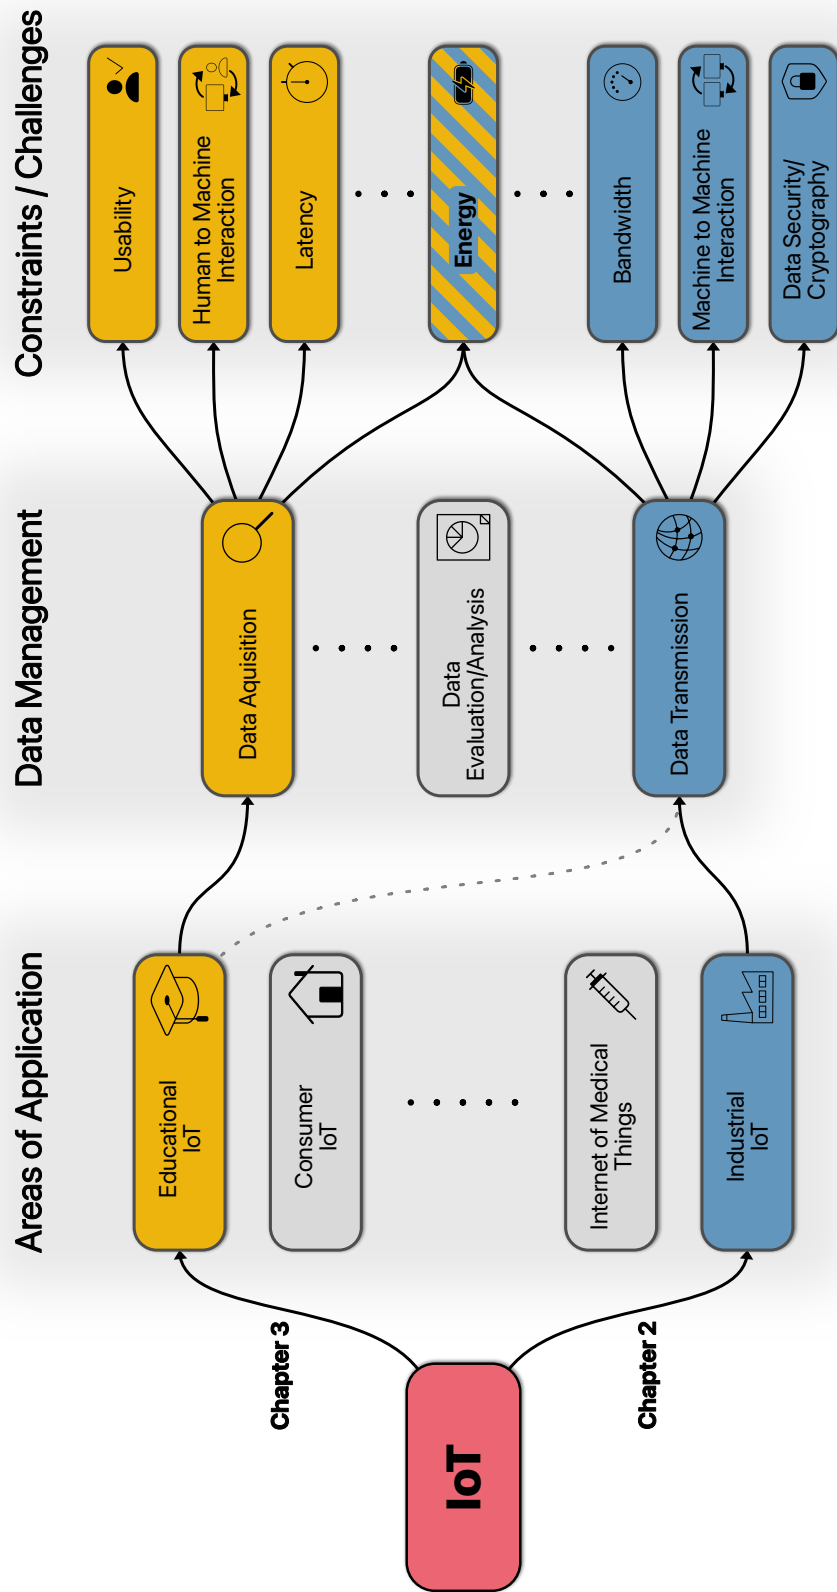 IoT
Chapter 3
Chapter 2
Areas of Application
Educational
IoT
Consumer
IoT
Internet of Medical
Things
Industrial
IoT
Data Management
Data Aquisition
Data
Evaluation/Analysis
Data Transmission
Constraints / Challenges
Usability
Human to Machine
Interaction
Latency
Energy
Bandwidth
Machine to Machine
Interaction
Data Security/
Cryptography